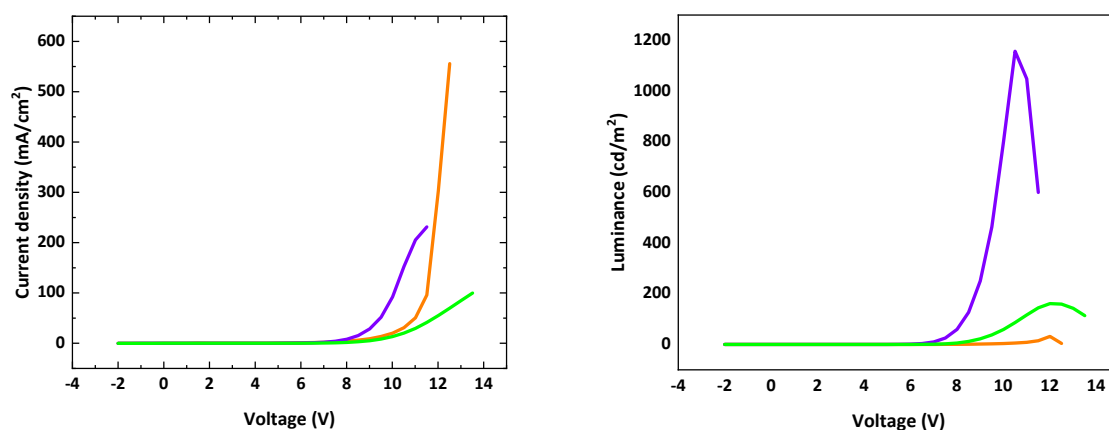 Current density (mA/cm²)
600
500
400
300
200
100
0
-4 -2 0 2 4 6 8 10 12 14
Voltage (V)
Luminance (cd/m²)
1200
1000
800
600
400
200
0
-4 -2 0 2 4 6 8 10 12 14
Voltage (V)